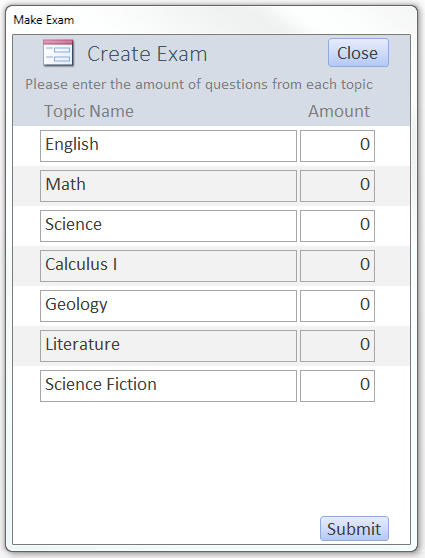 Make Exam
Create Exam Close
Please enter the amount of questions from each topic
Topic Name Amount
English 0
Math 0
Science 0
Calculus I 0
Geology 0
Literature 0
Science Fiction 0
Submit